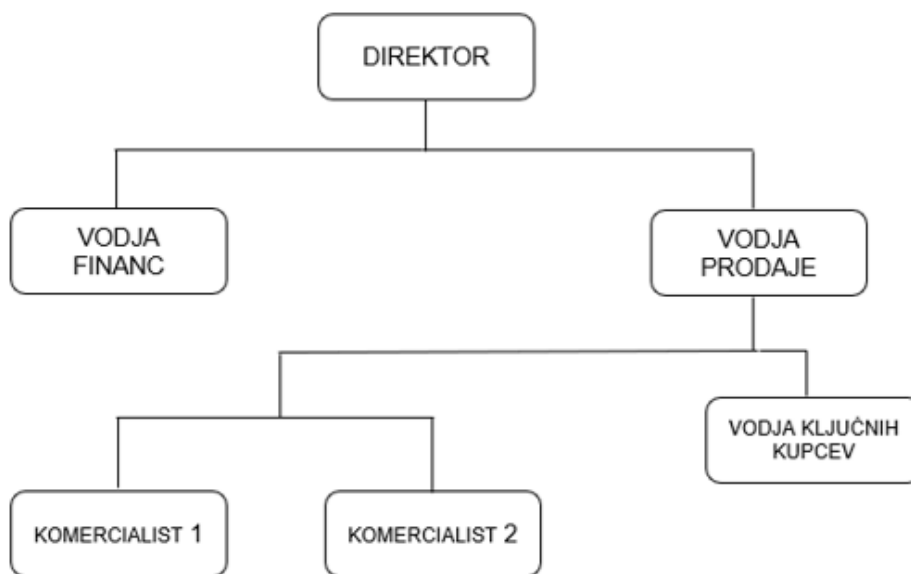 DIREKTOR
VODJA
FINANC
VODJA
PRODAJE
VODJA KLJUČNIH
KUPCEV
KOMERCIALIST 1
KOMERCIALIST 2